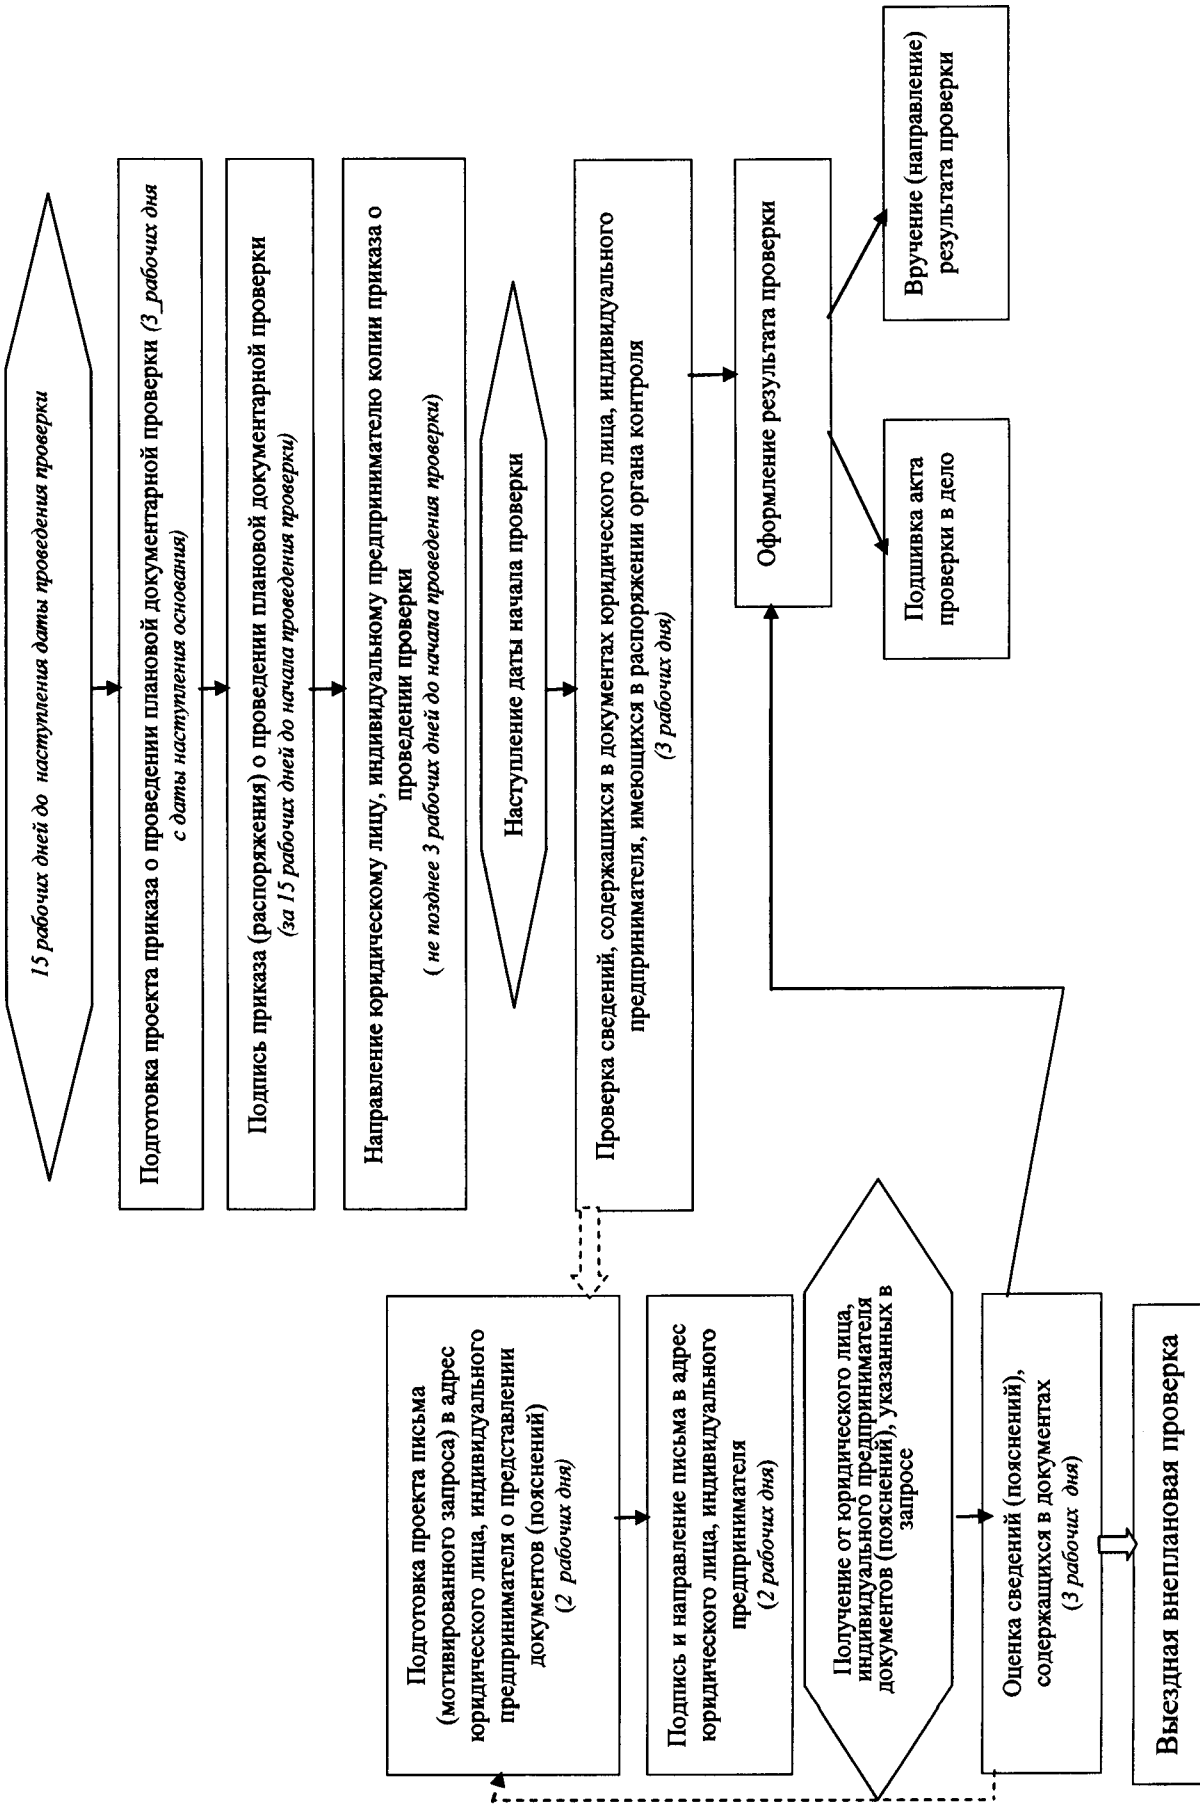 15 рабочих дней до наступления даты проведения проверки
Подготовка проекта приказа о проведении плановой документарной проверки (3_рабочих дня
с даты наступления основания)
Подпись приказа (распоряжения) о проведении плановой документарной проверки
(за 15 рабочих дней до начала проведения проверки)
Направление юридическому лицу, индивидуальному предпринимателю копии приказа о
проведении проверки
( не позднее 3 рабочих дней до начала проведения проверки)
Наступление даты начала проверки
Проверка сведений, содержащихся в документах юридического лица, индивидуального
предпринимателя, имеющихся в распоряжении органа контроля
(3 рабочих дня)
Подготовка проекта письма
(мотивированного запроса) в адрес
юридического лица, индивидуального
предпринимателя о представлении
документов (пояснений)
(2 рабочих дня)
Подпись и направление письма в адрес
юридического лица, индивидуального
предпринимателя
(2 рабочих дня)
Получение от юридического лица,
индивидуального предпринимателя
документов (пояснений), указанных в
запросе
Оценка сведений (пояснений),
содержащихся в документах
(3 рабочих дня)
Выездная внеплановая проверка
Оформление результата проверки
Подшивка акта
проверки в дело
Вручение (направление)
результата проверки